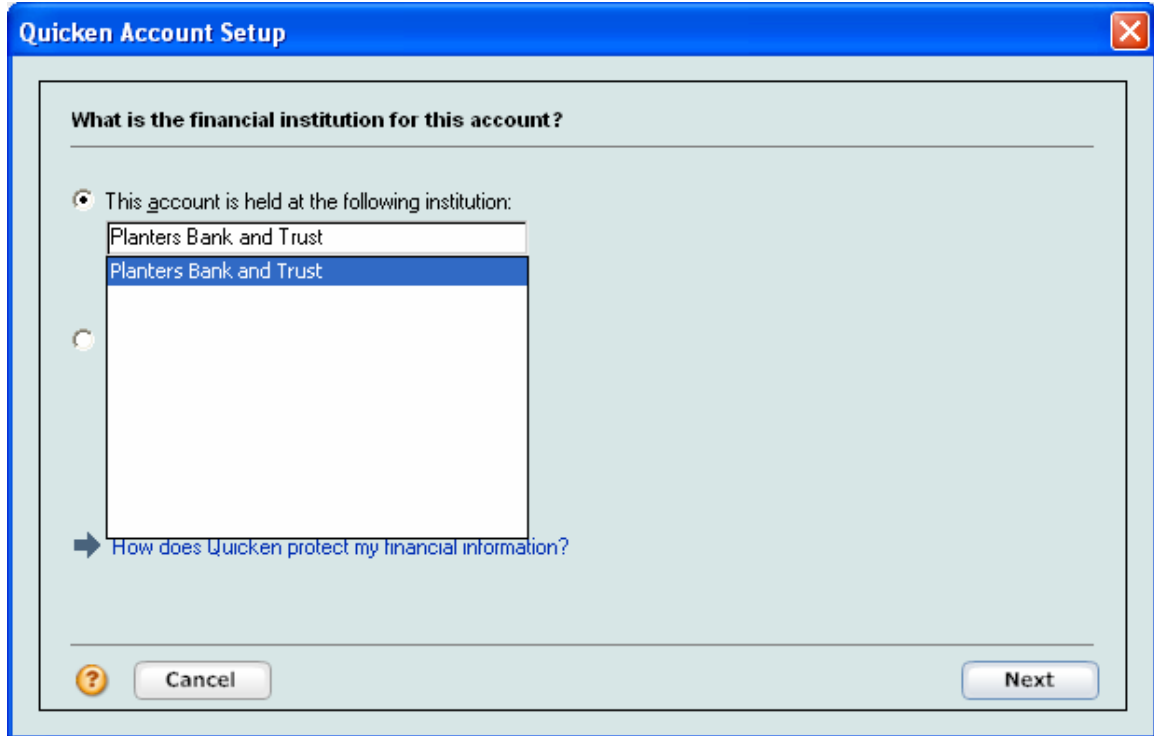 Quicken Account Setup
What is the financial institution for this account?
This account is held at the following institution:
Planters Bank and Trust
Planters Bank and Trust
How does Quicken protect my financial information?
? Cancel Next